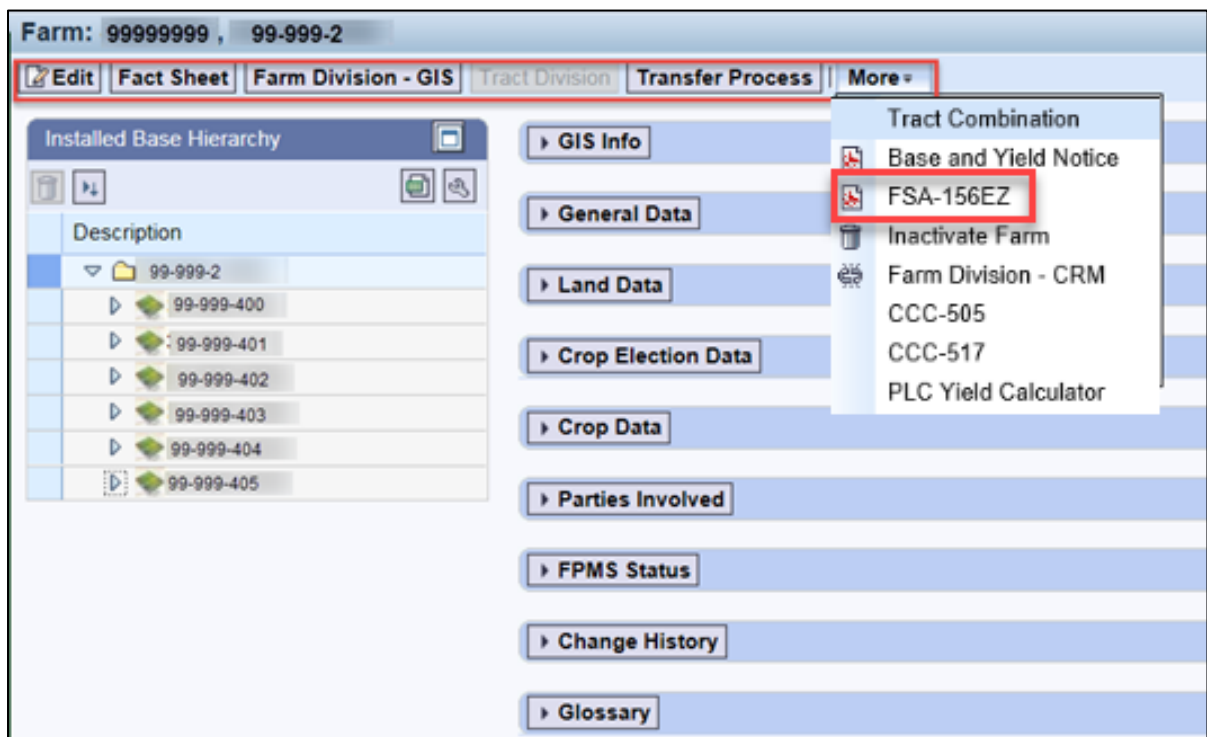 Farm: 99999999 , 99-999-2
Edit Fact Sheet Farm Division - GIS Tract Division Transfer Process More
Tract Combination
Base and Yield Notice
FSA-156EZ
Inactivate Farm
Farm Division - CRM
CCC-505
CCC-517
PLC Yield Calculator
Installed Base Hierarchy
Description
99-999-2
99-999-400
99-999-401
99-999-402
99-999-403
99-999-404
99-999-405
GIS Info
General Data
Land Data
Crop Election Data
Crop Data
Parties Involved
FPMS Status
Change History
Glossary